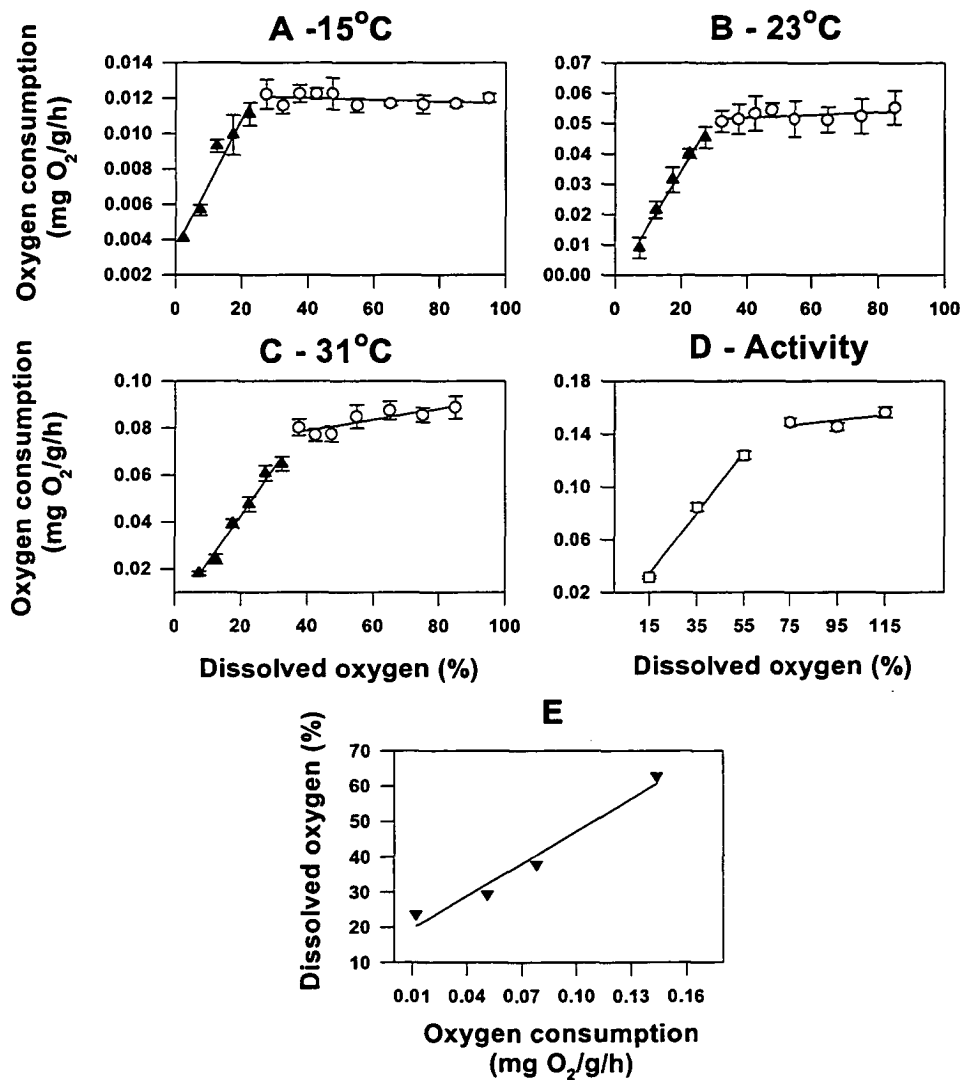 A -15°C
B - 23°C
Oxygen consumption
(mg O₂/g/h)
0.014
0.012
0.010
0.008
0.006
0.004
0.002
0 20 40 60 80 100
0.07
0.06
0.05
0.04
0.03
0.02
0.01
00.00
0 20 40 60 80 100
C - 31°C
D - Activity
Oxygen consumption
(mg O₂/g/h)
0.10
0.08
0.06
0.04
0.02
0 20 40 60 80 100
Dissolved oxygen (%)
0.18
0.14
0.10
0.06
0.02
15 35 55 75 95 115
Dissolved oxygen (%)
E
Dissolved oxygen (%)
70
60
50
40
30
20
10
0.01 0.04 0.07 0.10 0.13 0.16
Oxygen consumption
(mg O₂/g/h)